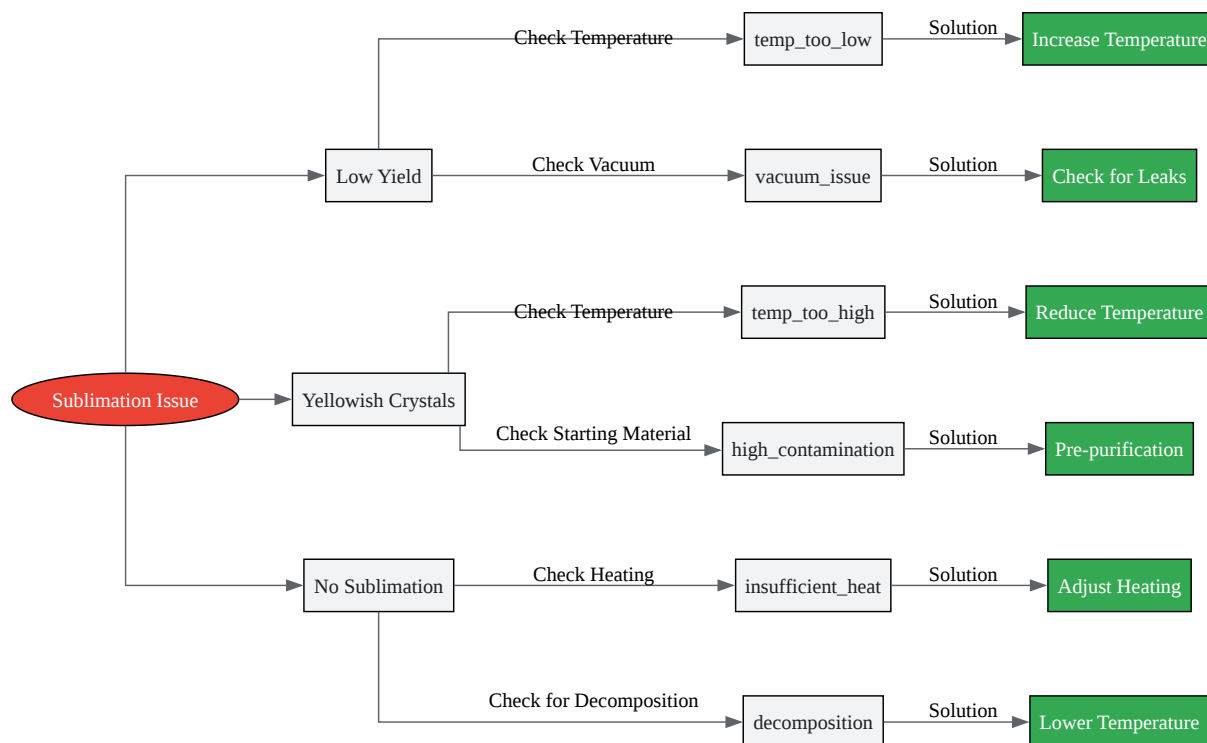 Check Temperature
temp_too_low
Solution
Increase Temperature
Low Yield
Check Vacuum
vacuum_issue
Solution
Check for Leaks
Check Temperature
temp_too_high
Solution
Reduce Temperature
Sublimation Issue
Yellowish Crystals
Check Starting Material
high_contamination
Solution
Pre-purification
No Sublimation
Check Heating
insufficient_heat
Solution
Adjust Heating
Check for Decomposition
decomposition
Solution
Lower Temperature